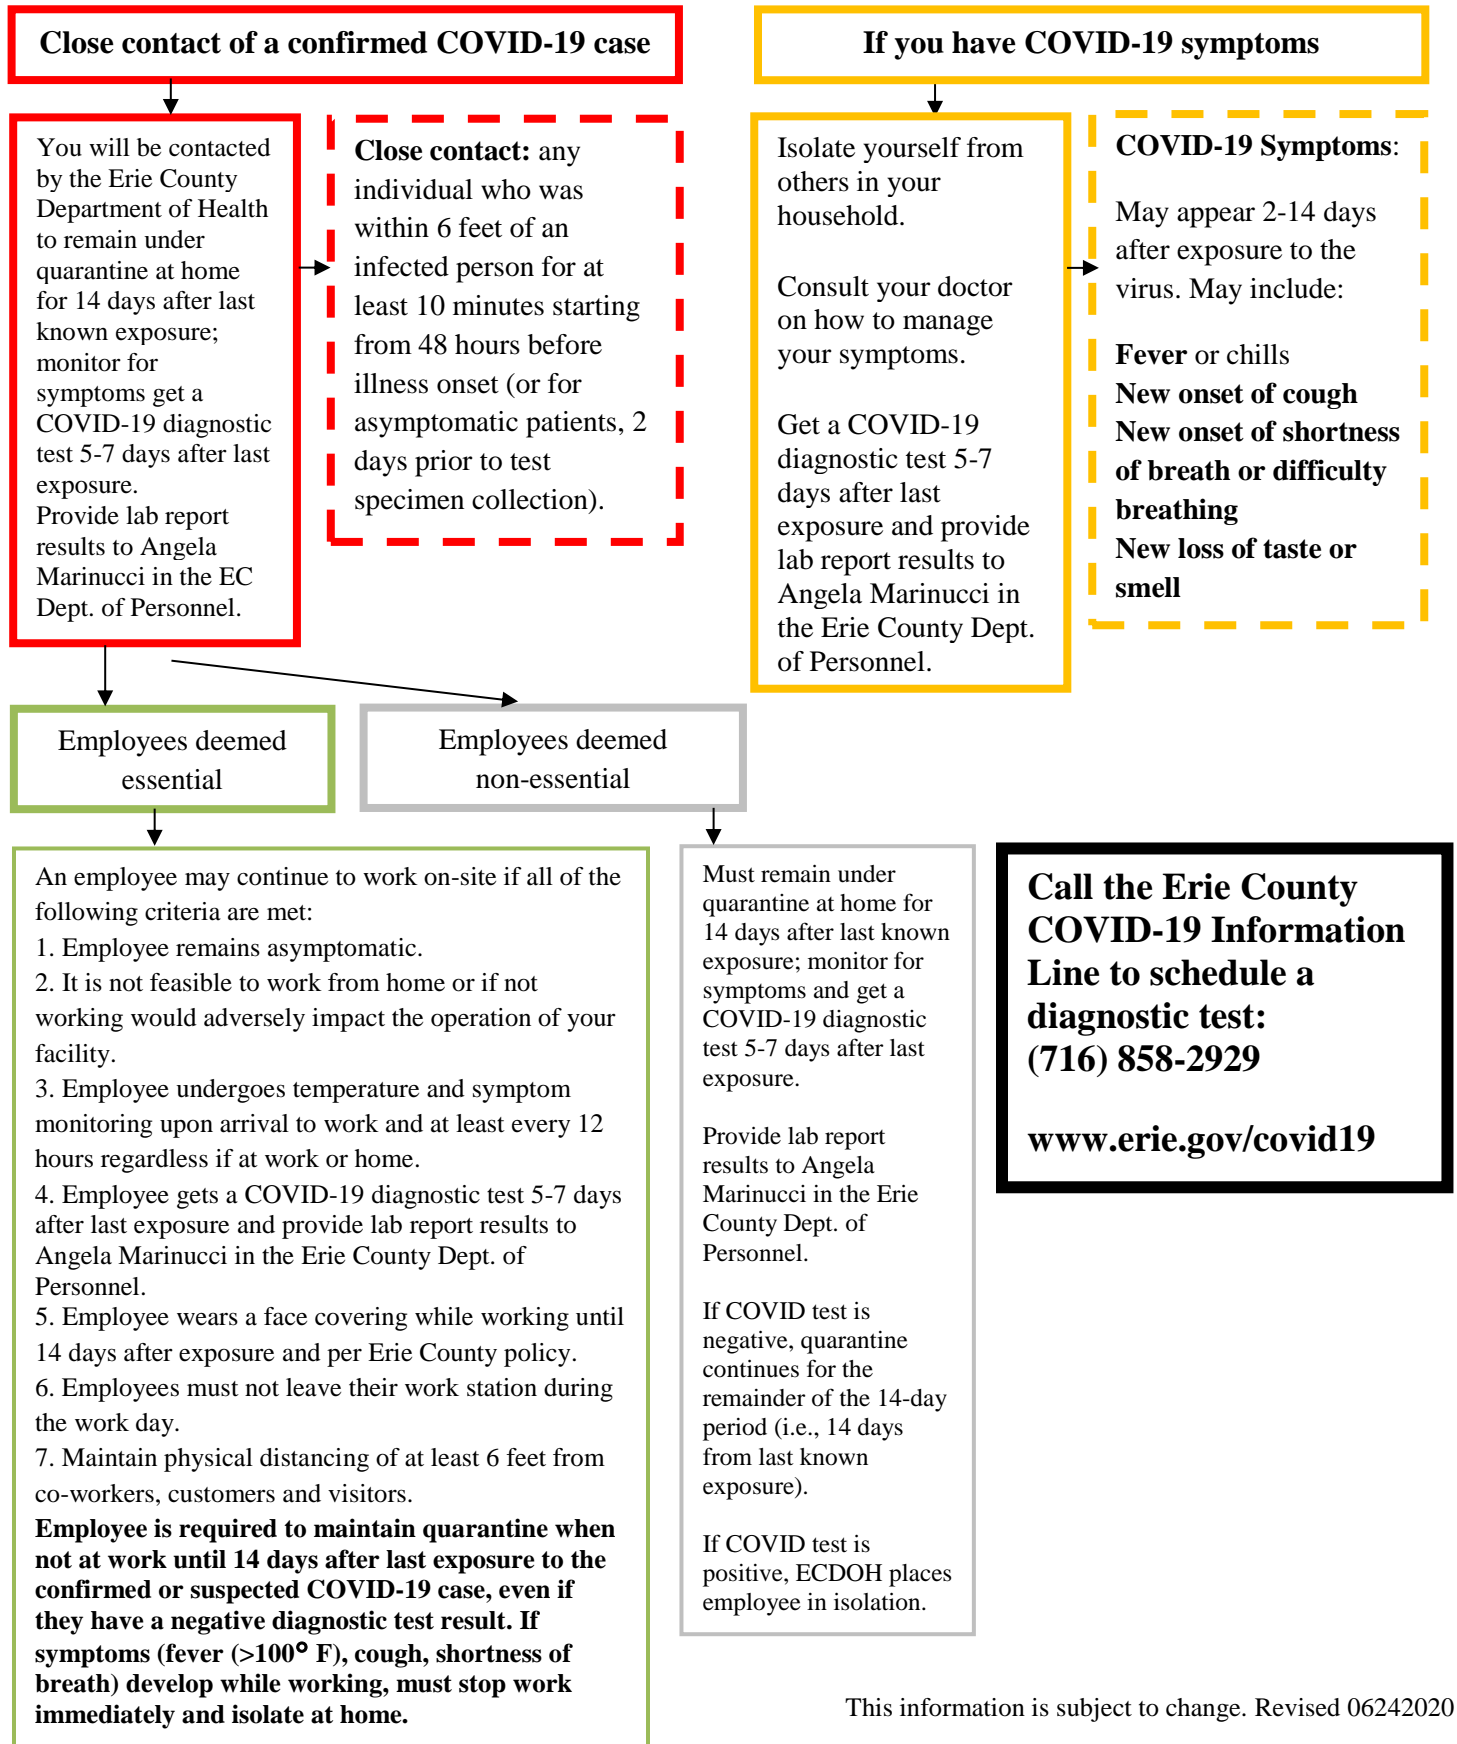 Close contact of a confirmed COVID-19 case
You will be contacted
by the Erie County
Department of Health
to remain under
quarantine at home
for 14 days after last
known exposure;
monitor for
symptoms get a
COVID-19 diagnostic
test 5-7 days after last
exposure.
Provide lab report
results to Angela
Marinucci in the EC
Dept. of Personnel.
Close contact: any
individual who was
within 6 feet of an
infected person for at
least 10 minutes starting
from 48 hours before
illness onset (or for
asymptomatic patients, 2
days prior to test
specimen collection).
If you have COVID-19 symptoms
Isolate yourself from
others in your
household.
Consult your doctor
on how to manage
your symptoms.
Get a COVID-19
diagnostic test 5-7
days after last
exposure and provide
lab report results to
Angela Marinucci in
the Erie County Dept.
of Personnel.
COVID-19 Symptoms:
May appear 2-14 days
after exposure to the
virus. May include:
Fever or chills
New onset of cough
New onset of shortness
of breath or difficulty
breathing
New loss of taste or
smell
Employees deemed
essential
Employees deemed
non-essential
An employee may continue to work on-site if all of the
following criteria are met:
1. Employee remains asymptomatic.
2. It is not feasible to work from home or if not
working would adversely impact the operation of your
facility.
3. Employee undergoes temperature and symptom
monitoring upon arrival to work and at least every 12
hours regardless if at work or home.
4. Employee gets a COVID-19 diagnostic test 5-7 days
after last exposure and provide lab report results to
Angela Marinucci in the Erie County Dept. of
Personnel.
5. Employee wears a face covering while working until
14 days after exposure and per Erie County policy.
6. Employees must not leave their work station during
the work day.
7. Maintain physical distancing of at least 6 feet from
co-workers, customers and visitors.
Employee is required to maintain quarantine when
not at work until 14 days after last exposure to the
confirmed or suspected COVID-19 case, even if
they have a negative diagnostic test result. If
symptoms (fever (>100° F), cough, shortness of
breath) develop while working, must stop work
immediately and isolate at home.
Must remain under
quarantine at home for
14 days after last known
exposure; monitor for
symptoms and get a
COVID-19 diagnostic
test 5-7 days after last
exposure.
Provide lab report
results to Angela
Marinucci in the Erie
County Dept. of
Personnel.
If COVID test is
negative, quarantine
continues for the
remainder of the 14-day
period (i.e., 14 days
from last known
exposure).
If COVID test is
positive, ECDOH places
employee in isolation.
Call the Erie County
COVID-19 Information
Line to schedule a
diagnostic test:
(716) 858-2929
www.erie.gov/covid19
This information is subject to change. Revised 06242020